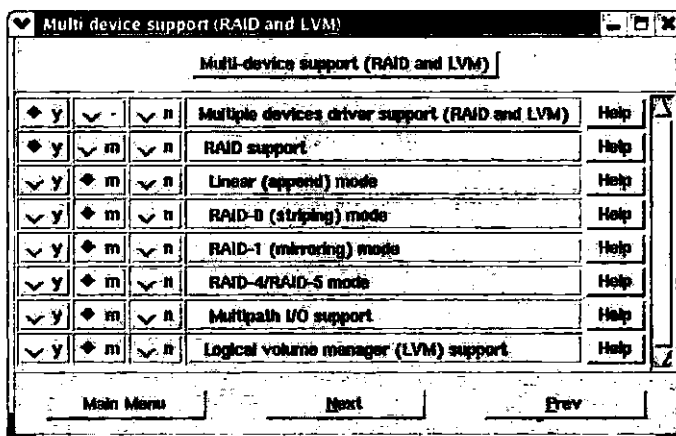 Multi device support (RAID and LVM)
Multi-device support (RAID and LVM)
y - n Multiple devices driver support (RAID and LVM) Help
y m n RAID support Help
y m n Linear (append) mode Help
y m n RAID-0 (striping) mode Help
y m n RAID-1 (mirroring) mode Help
y m n RAID-4/RAID-5 mode Help
y m n Multipath I/O support Help
y m n Logical volume manager (LVM) support Help
Main Menu Next Prev